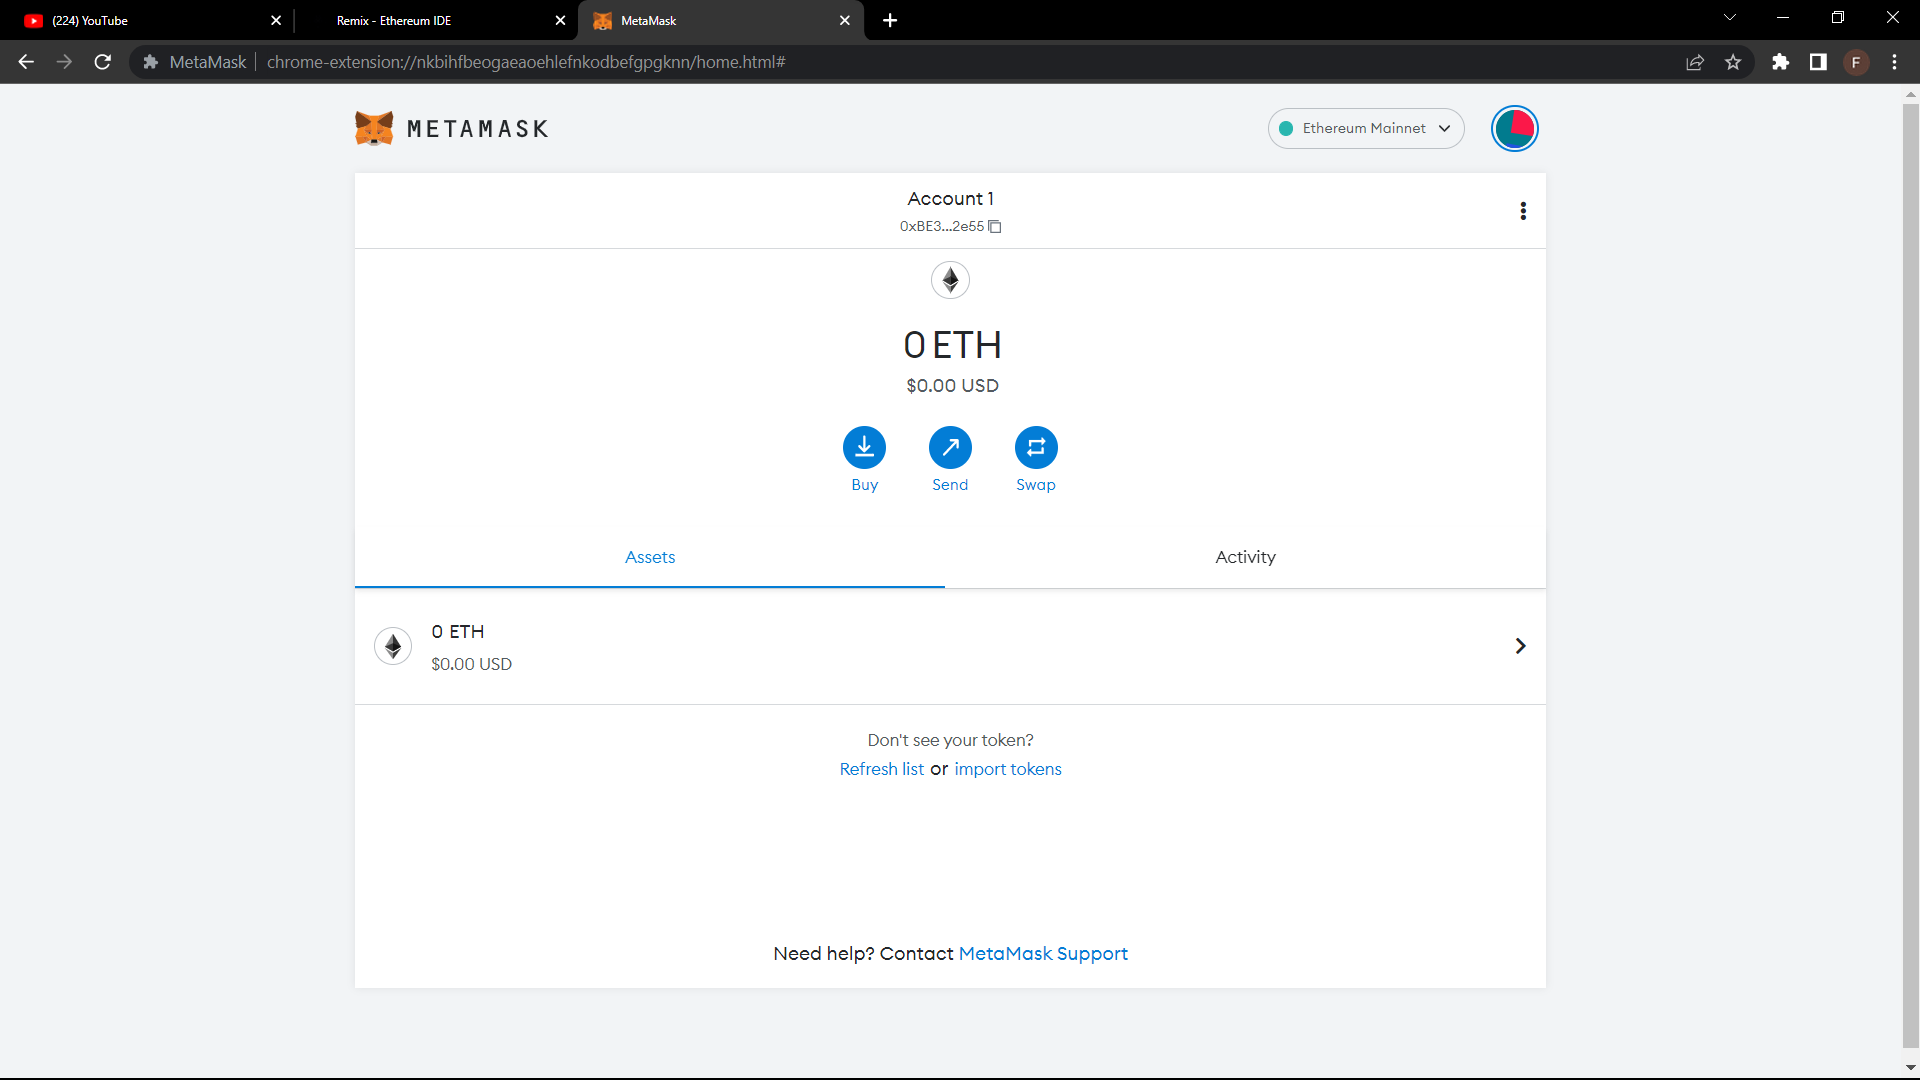 (224) YouTube
Remix - Ethereum IDE
MetaMask
MetaMask
chrome-extension://nkbihfbeogaeaoehlefnkodbefgpgknn/home.html#
F
METAMASK
Ethereum Mainnet
Account 1
0xBE3...2e55
0 ETH
$0.00 USD
Buy
Send
Swap
Assets
Activity
0 ETH
$0.00 USD
Don't see your token?
Refresh list or import tokens
Need help? Contact MetaMask Support